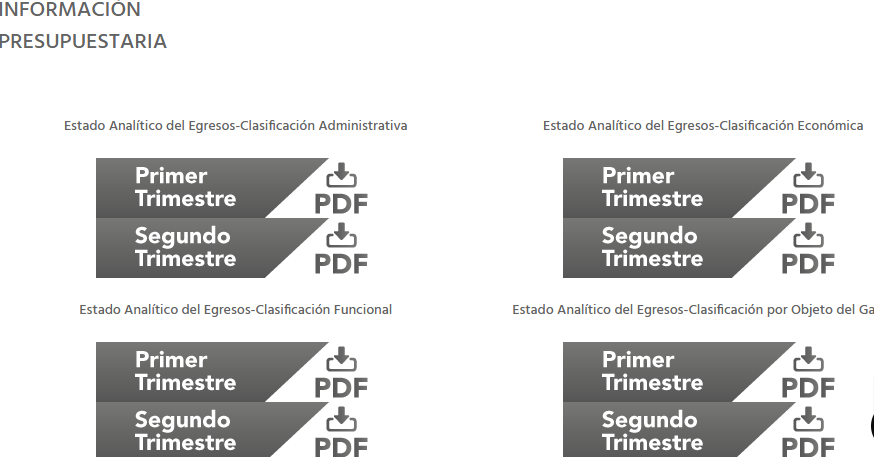 INFORMACIÓN
PRESUPUESTARIA
Estado Analítico del Egresos-Clasificación Administrativa
Primer
Trimestre
PDF
Segundo
Trimestre
PDF
Estado Analítico del Egresos-Clasificación Económica
Primer
Trimestre
PDF
Segundo
Trimestre
PDF
Estado Analítico del Egresos-Clasificación Funcional
Primer
Trimestre
PDF
Segundo
Trimestre
PDF
Estado Analítico del Egresos-Clasificación por Objeto del Ga
Primer
Trimestre
PDF
Segundo
Trimestre
PDF